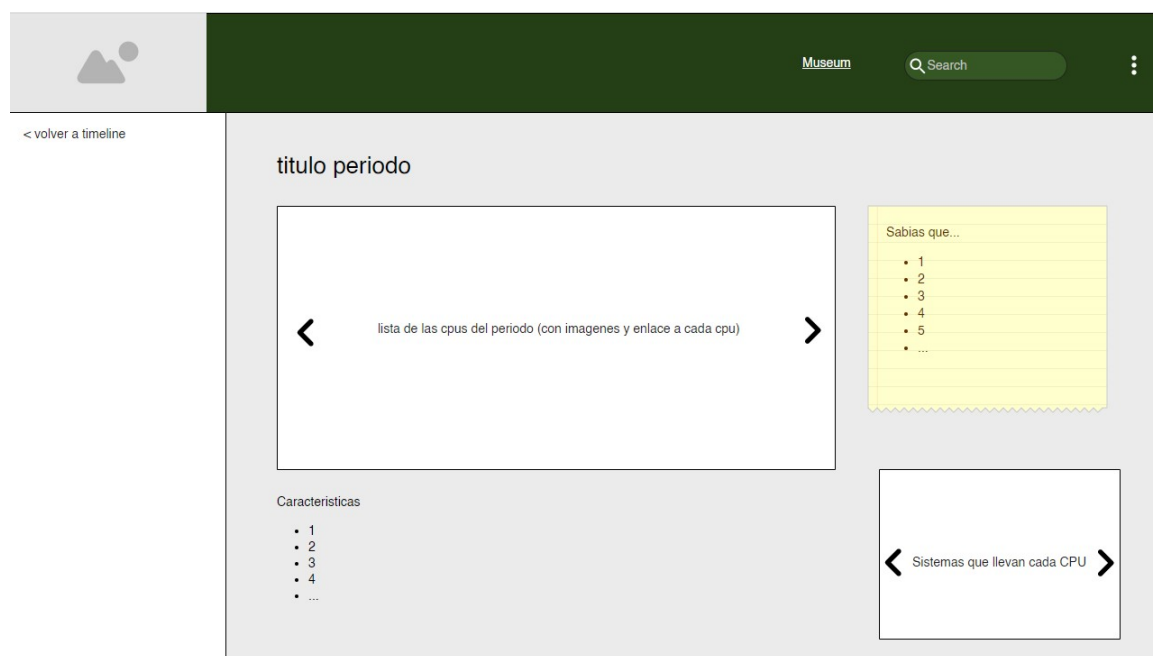 Museum
Search
< volver a timeline
titulo periodo
lista de las cpus del periodo (con imagenes y enlace a cada cpu)
Sabias que...
• 1
• 2
• 3
• 4
• 5
• ...
Caracteristicas
• 1
• 2
• 3
• 4
• ...
Sistemas que llevan cada CPU